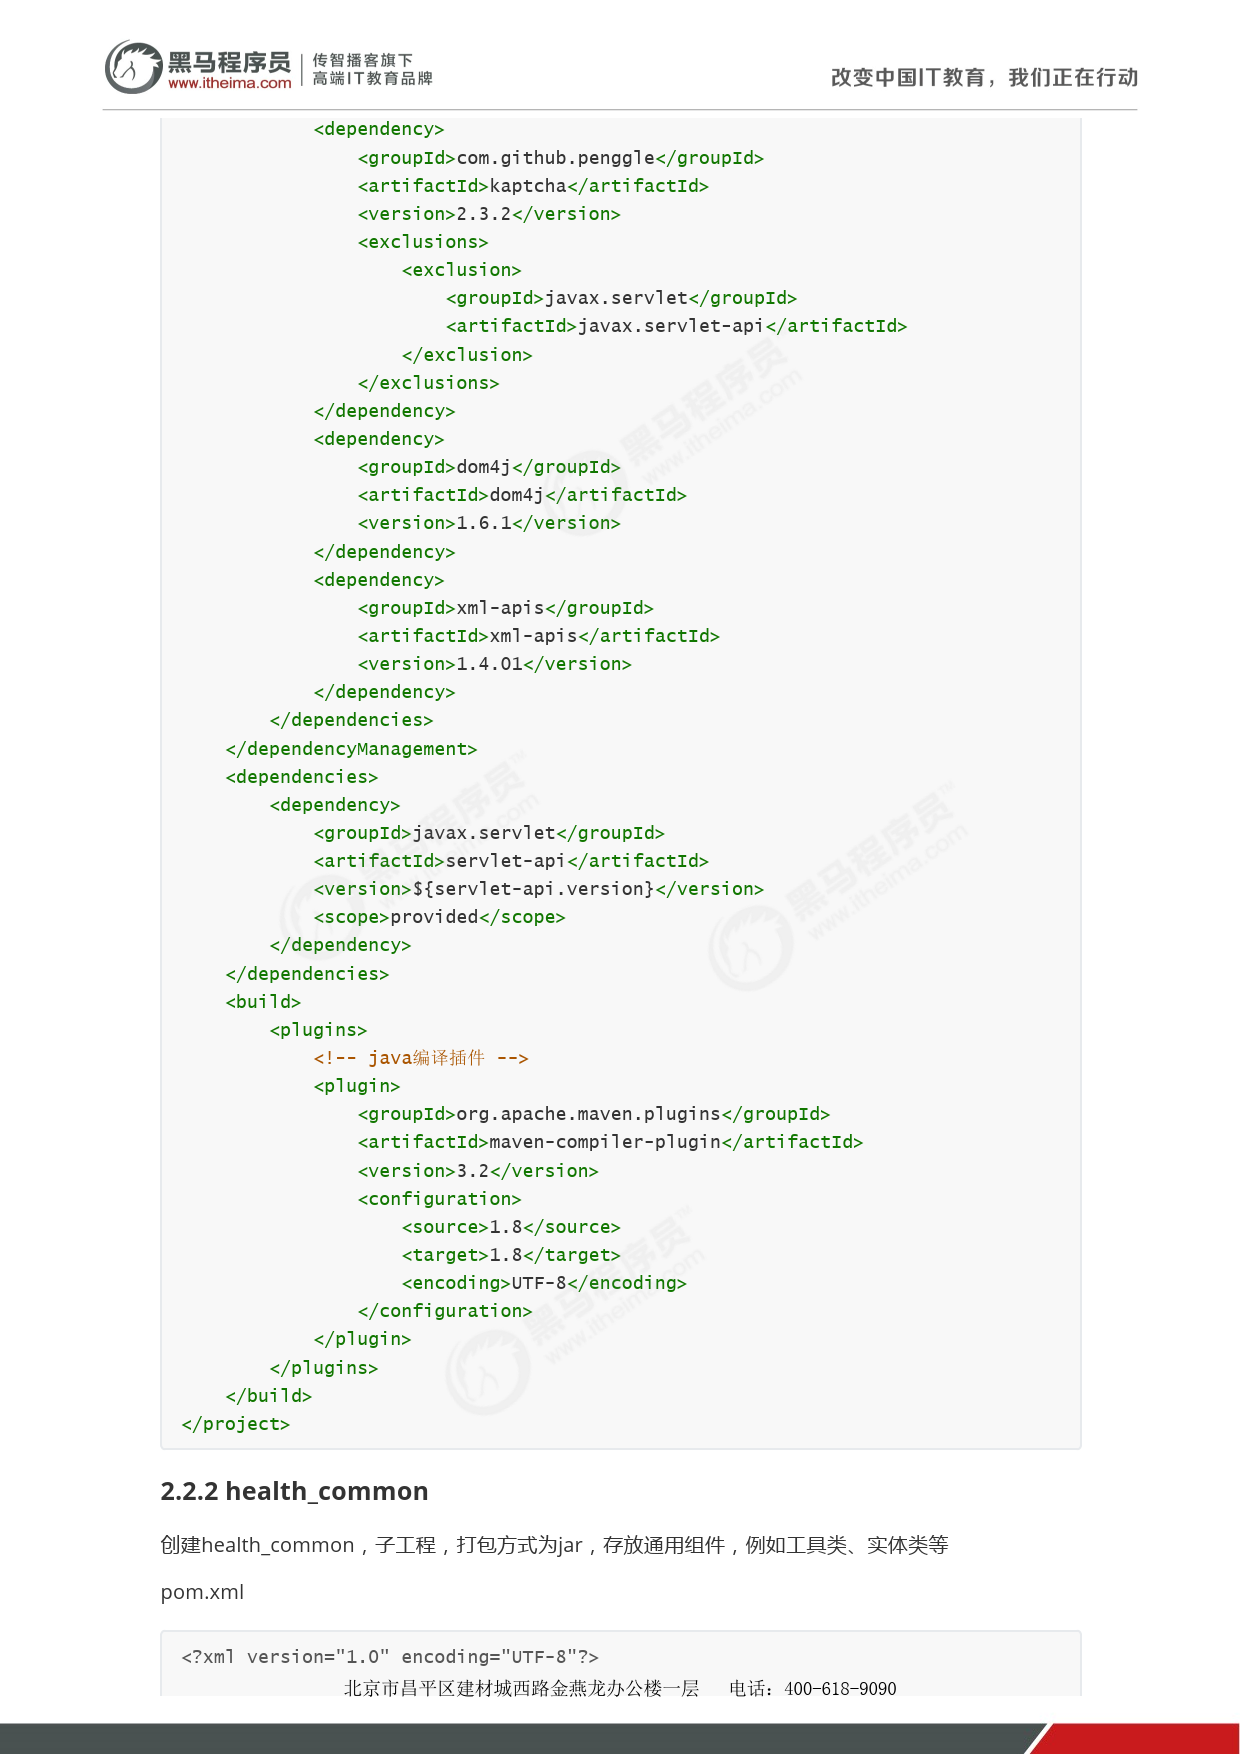 黑马程序员
www.itheima.com
传智播客旗下
高端IT教育品牌
改变中国IT教育，我们正在行动
            <dependency>
                <groupId>com.github.penggle</groupId>
                <artifactId>kaptcha</artifactId>
                <version>2.3.2</version>
                <exclusions>
                    <exclusion>
                        <groupId>javax.servlet</groupId>
                        <artifactId>javax.servlet-api</artifactId>
                    </exclusion>
                </exclusions>
            </dependency>
            <dependency>
                <groupId>dom4j</groupId>
                <artifactId>dom4j</artifactId>
                <version>1.6.1</version>
            </dependency>
            <dependency>
                <groupId>xml-apis</groupId>
                <artifactId>xml-apis</artifactId>
                <version>1.4.01</version>
            </dependency>
        </dependencies>
    </dependencyManagement>
    <dependencies>
        <dependency>
            <groupId>javax.servlet</groupId>
            <artifactId>servlet-api</artifactId>
            <version>${servlet-api.version}</version>
            <scope>provided</scope>
        </dependency>
    </dependencies>
    <build>
        <plugins>
            <!-- java编译插件 -->
            <plugin>
                <groupId>org.apache.maven.plugins</groupId>
                <artifactId>maven-compiler-plugin</artifactId>
                <version>3.2</version>
                <configuration>
                    <source>1.8</source>
                    <target>1.8</target>
                    <encoding>UTF-8</encoding>
                </configuration>
            </plugin>
        </plugins>
    </build>
</project>
2.2.2 health_common
创建health_common，子工程，打包方式为jar，存放通用组件，例如工具类、实体类等
pom.xml
<?xml version="1.0" encoding="UTF-8"?>
北京市昌平区建材城西路金燕龙办公楼一层 电话：400-618-9090